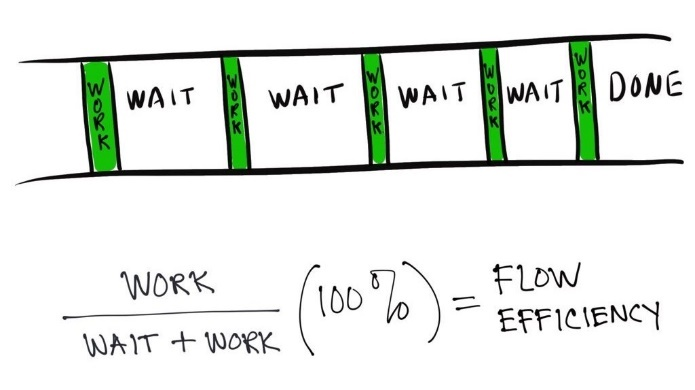 WORK WAIT WORK WAIT WORK WAIT WORK WAIT WORK DONE
WORK
WAIT + WORK
(100%) =
FLOW
EFFICIENCY